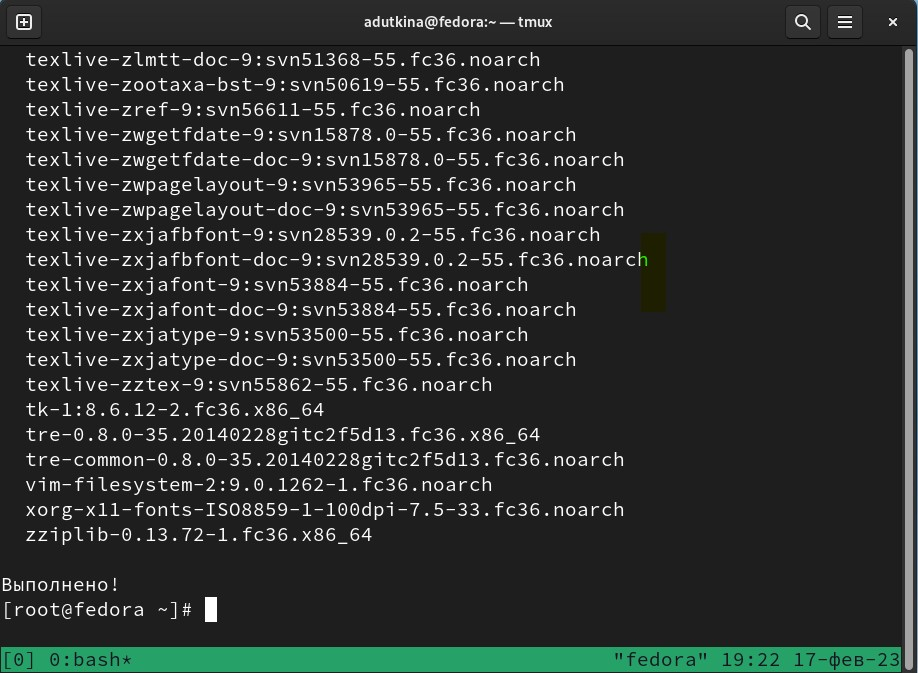 adutkina@fedora:~ — tmux
texlive-zlmtt-doc-9:svn51368-55.fc36.noarch
texlive-zootaxa-bst-9:svn50619-55.fc36.noarch
texlive-zref-9:svn56611-55.fc36.noarch
texlive-zwgetfdate-9:svn15878.0-55.fc36.noarch
texlive-zwgetfdate-doc-9:svn15878.0-55.fc36.noarch
texlive-zwpagelayout-9:svn53965-55.fc36.noarch
texlive-zwpagelayout-doc-9:svn53965-55.fc36.noarch
texlive-zxjafbfont-9:svn28539.0.2-55.fc36.noarch
texlive-zxjafbfont-doc-9:svn28539.0.2-55.fc36.noarch
texlive-zxjafont-9:svn53884-55.fc36.noarch
texlive-zxjafont-doc-9:svn53884-55.fc36.noarch
texlive-zxjatype-9:svn53500-55.fc36.noarch
texlive-zxjatype-doc-9:svn53500-55.fc36.noarch
texlive-zztex-9:svn55862-55.fc36.noarch
tk-1:8.6.12-2.fc36.x86_64
tre-0.8.0-35.20140228gitc2f5d13.fc36.x86_64
tre-common-0.8.0-35.20140228gitc2f5d13.fc36.noarch
vim-filesystem-2:9.0.1262-1.fc36.noarch
xorg-x11-fonts-ISO8859-1-100dpi-7.5-33.fc36.noarch
zziplib-0.13.72-1.fc36.x86_64
Выполнено!
[root@fedora ~]#
[0] 0:bash* "fedora" 19:22 17-фев-23